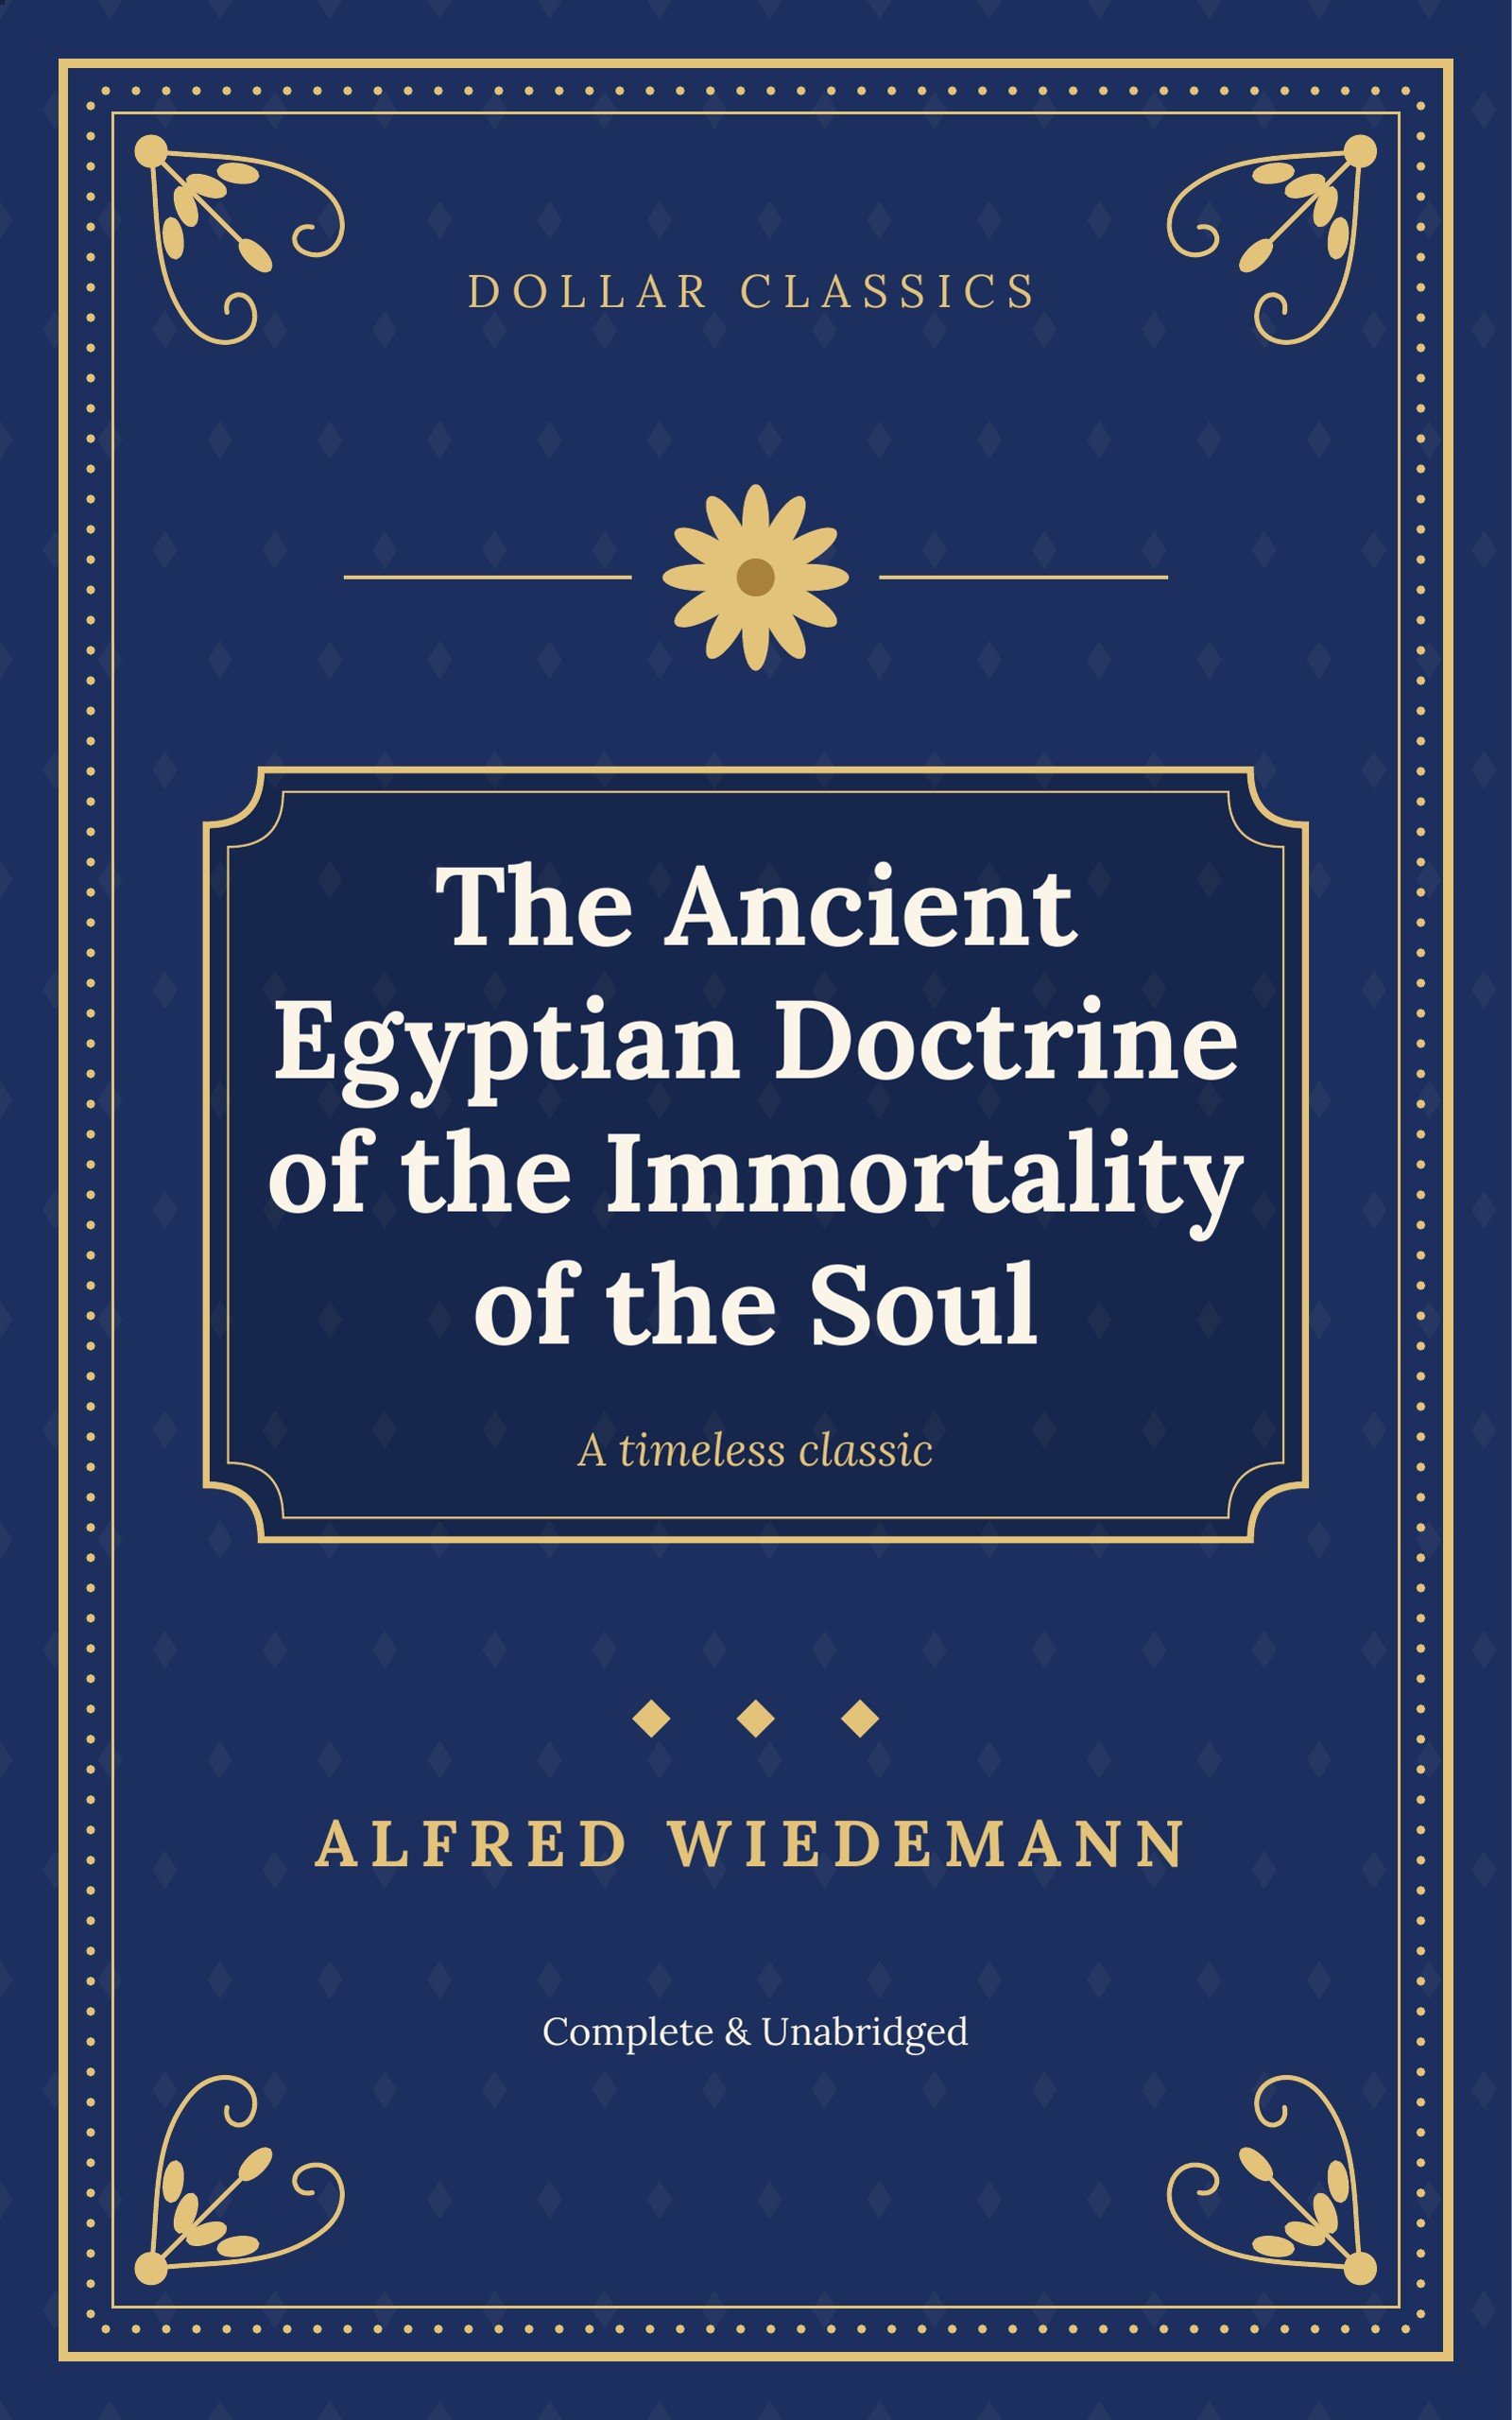 DOLLAR CLASSICS
The Ancient
Egyptian Doctrine
of the Immortality
of the Soul
A timeless classic
ALFRED WIEDEMANN
Complete & Unabridged